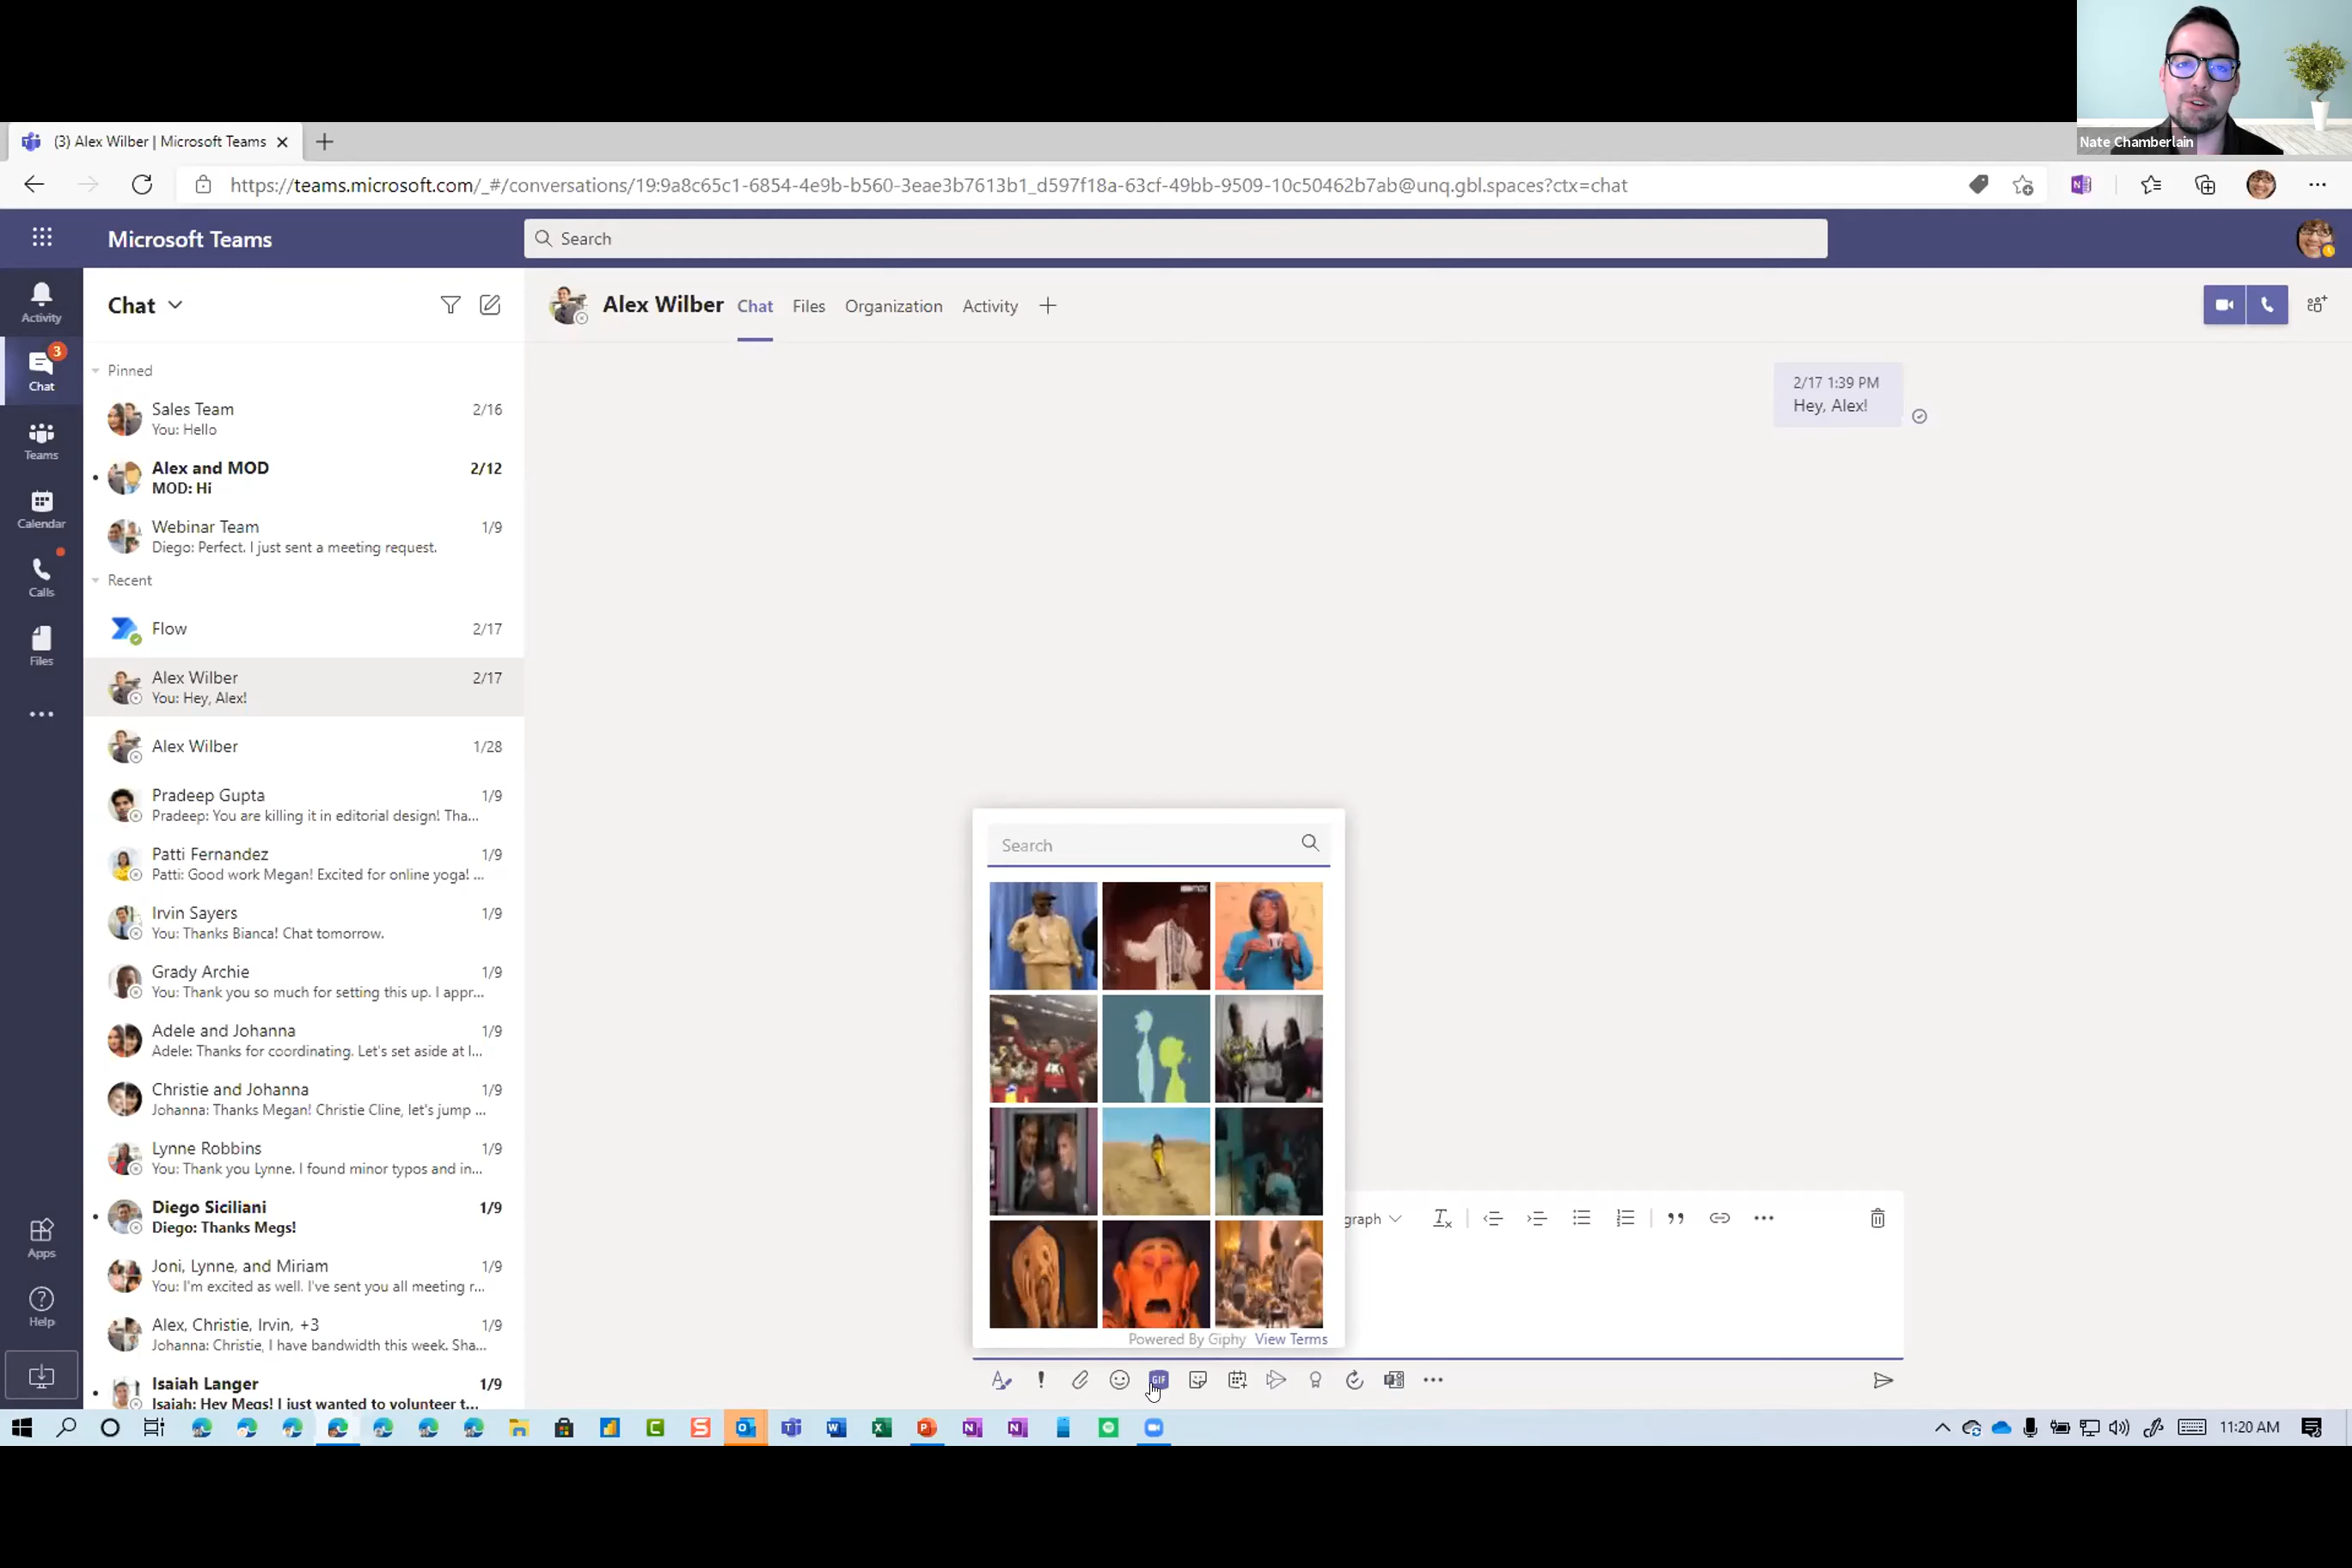 Nate Chamberlain
(3) Alex Wilber | Microsoft Teams
https://teams.microsoft.com/_#/conversations/19:9a8c65c1-6854-4e9b-b560-3eae3b7613b1_d597f18a-63cf-49bb-9509-10c50462b7ab@unq.gbl.spaces?ctx=chat
Microsoft Teams
Search
Activity
Chat
3
Teams
Calendar
Calls
Files
Apps
Help
Chat
Pinned
Sales Team 2/16
You: Hello
Alex and MOD 2/12
MOD: Hi
Webinar Team 1/9
Diego: Perfect. I just sent a meeting request.
Recent
Flow 2/17
Alex Wilber 2/17
You: Hey, Alex!
Alex Wilber 1/28
Pradeep Gupta 1/9
Pradeep: You are killing it in editorial design! Tha...
Patti Fernandez 1/9
Patti: Good work Megan! Excited for online yoga! ...
Irvin Sayers 1/9
You: Thanks Bianca! Chat tomorrow.
Grady Archie 1/9
You: Thank you so much for setting this up. I appr...
Adele and Johanna 1/9
Adele: Thanks for coordinating. Let's set aside at l...
Christie and Johanna 1/9
Johanna: Thanks Megan! Christie Cline, let's jump ...
Lynne Robbins 1/9
You: Thank you Lynne. I found minor typos and in...
Diego Siciliani 1/9
Diego: Thanks Megs!
Joni, Lynne, and Miriam 1/9
You: I'm excited as well. I've sent you all meeting r...
Alex, Christie, Irvin, +3 1/9
Johanna: Christie, I have bandwidth this week. Sha...
Isaiah Langer 1/9
Isaiah: Hey Megs! I just wanted to volunteer t...
Alex Wilber Chat Files Organization Activity
2/17 1:39 PM
Hey, Alex!
Search
Powered By Giphy View Terms
graph
GIF
11:20 AM